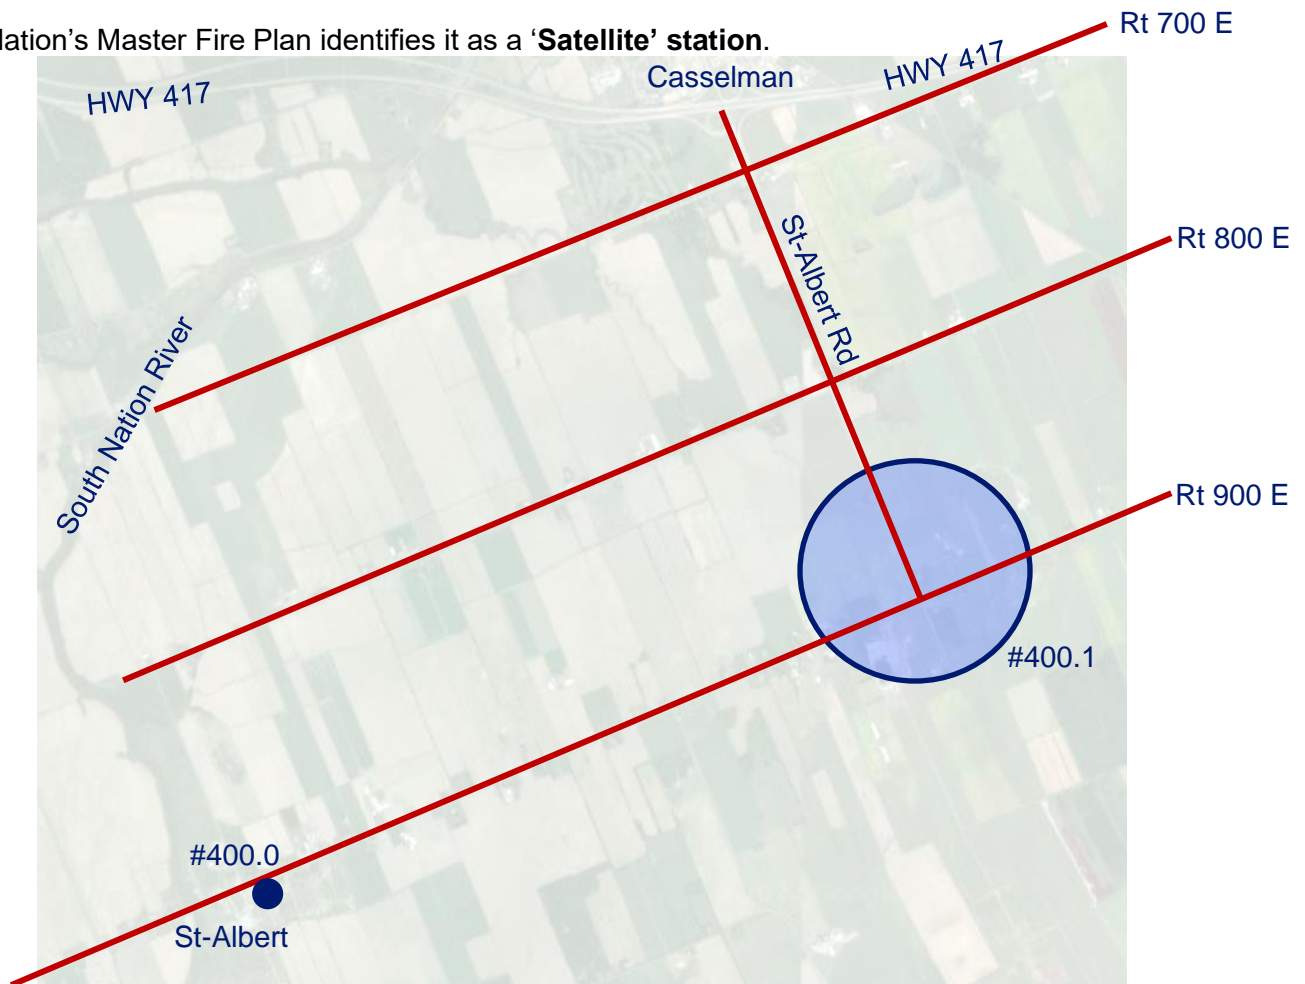 Nation’s Master Fire Plan identifies it as a ‘Satellite’ station.
Rt 700 E
Casselman
HWY 417
HWY 417
St-Albert Rd
Rt 800 E
South Nation River
Rt 900 E
#400.1
#400.0
St-Albert